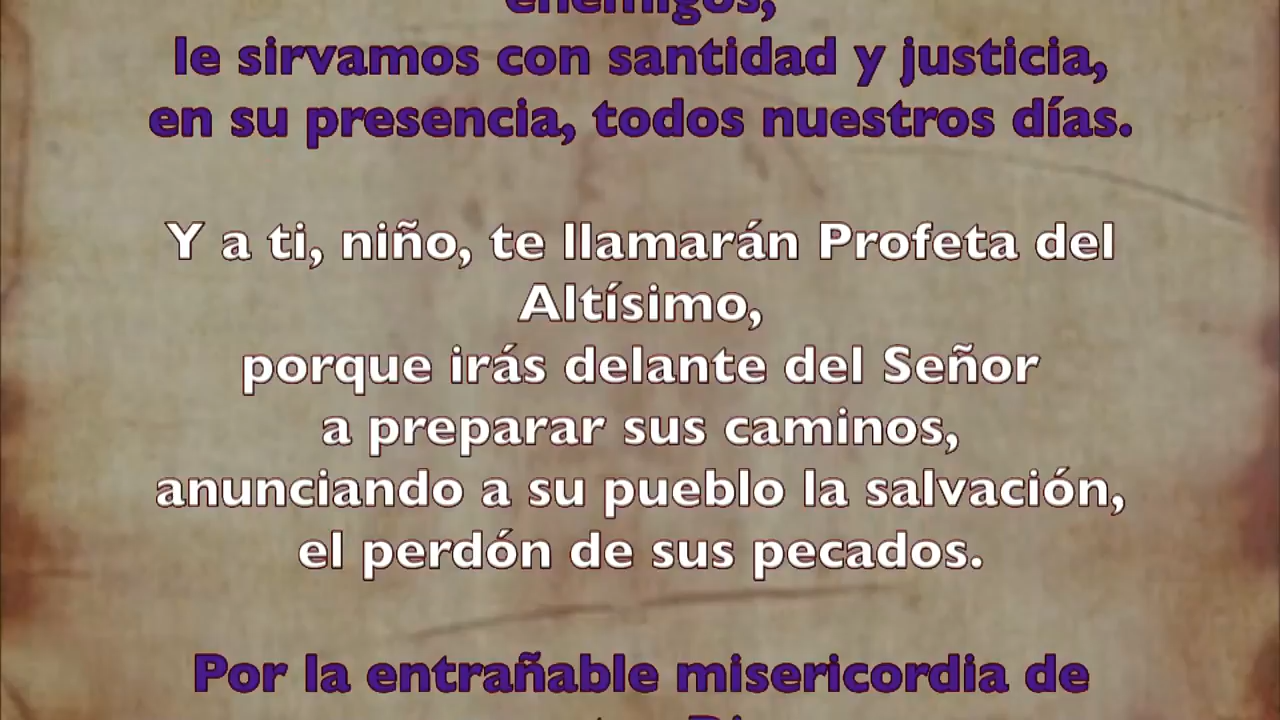 enemigos,
le sirvamos con santidad y justicia,
en su presencia, todos nuestros días.
Y a ti, niño, te llamarán Profeta del
Altísimo,
porque irás delante del Señor
a preparar sus caminos,
anunciando a su pueblo la salvación,
el perdón de sus pecados.
Por la entrañable misericordia de